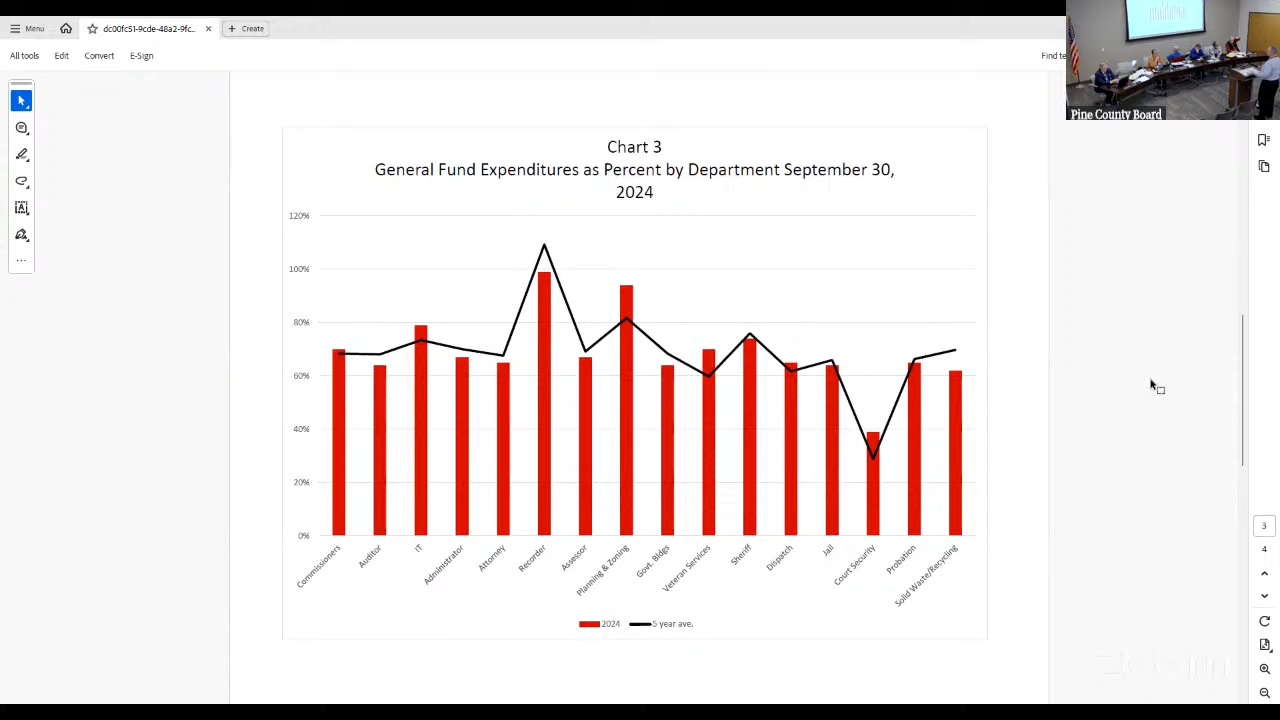 Menu
dc00fc51-9cde-48a2-9fc...
Create
All tools Edit Convert E-Sign
Find te
Pine County Board
Chart 3
General Fund Expenditures as Percent by Department September 30,
2024
120%
100%
80%
60%
40%
20%
0%
Commissioners
Auditor
IT
Administrator
Attorney
Recorder
Assessor
Planning & Zoning
Govt. Bldgs
Veteran Services
Sheriff
Dispatch
Jail
Court Security
Probation
Solid Waste/Recycling
2024 5 year ave.
3
4